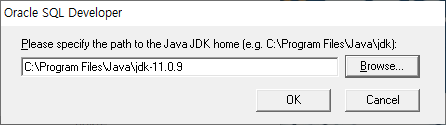 Oracle SQL Developer
Please specify the path to the Java JDK home (e.g. C:\Program Files\Java\jdk):
C:\Program Files\Java\jdk-11.0.9
Browse...
OK
Cancel